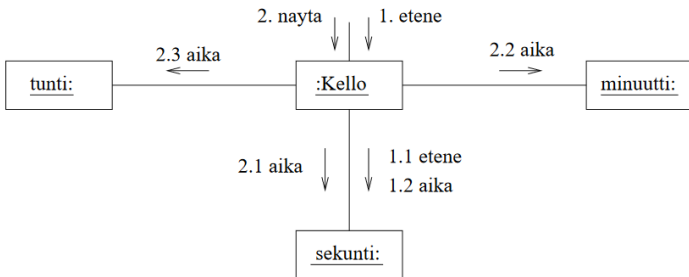 2. nayta
1. etene
2.3 aika
2.2 aika
tunti:
:Kello
minuutti:
2.1 aika
1.1 etene
1.2 aika
sekunti: